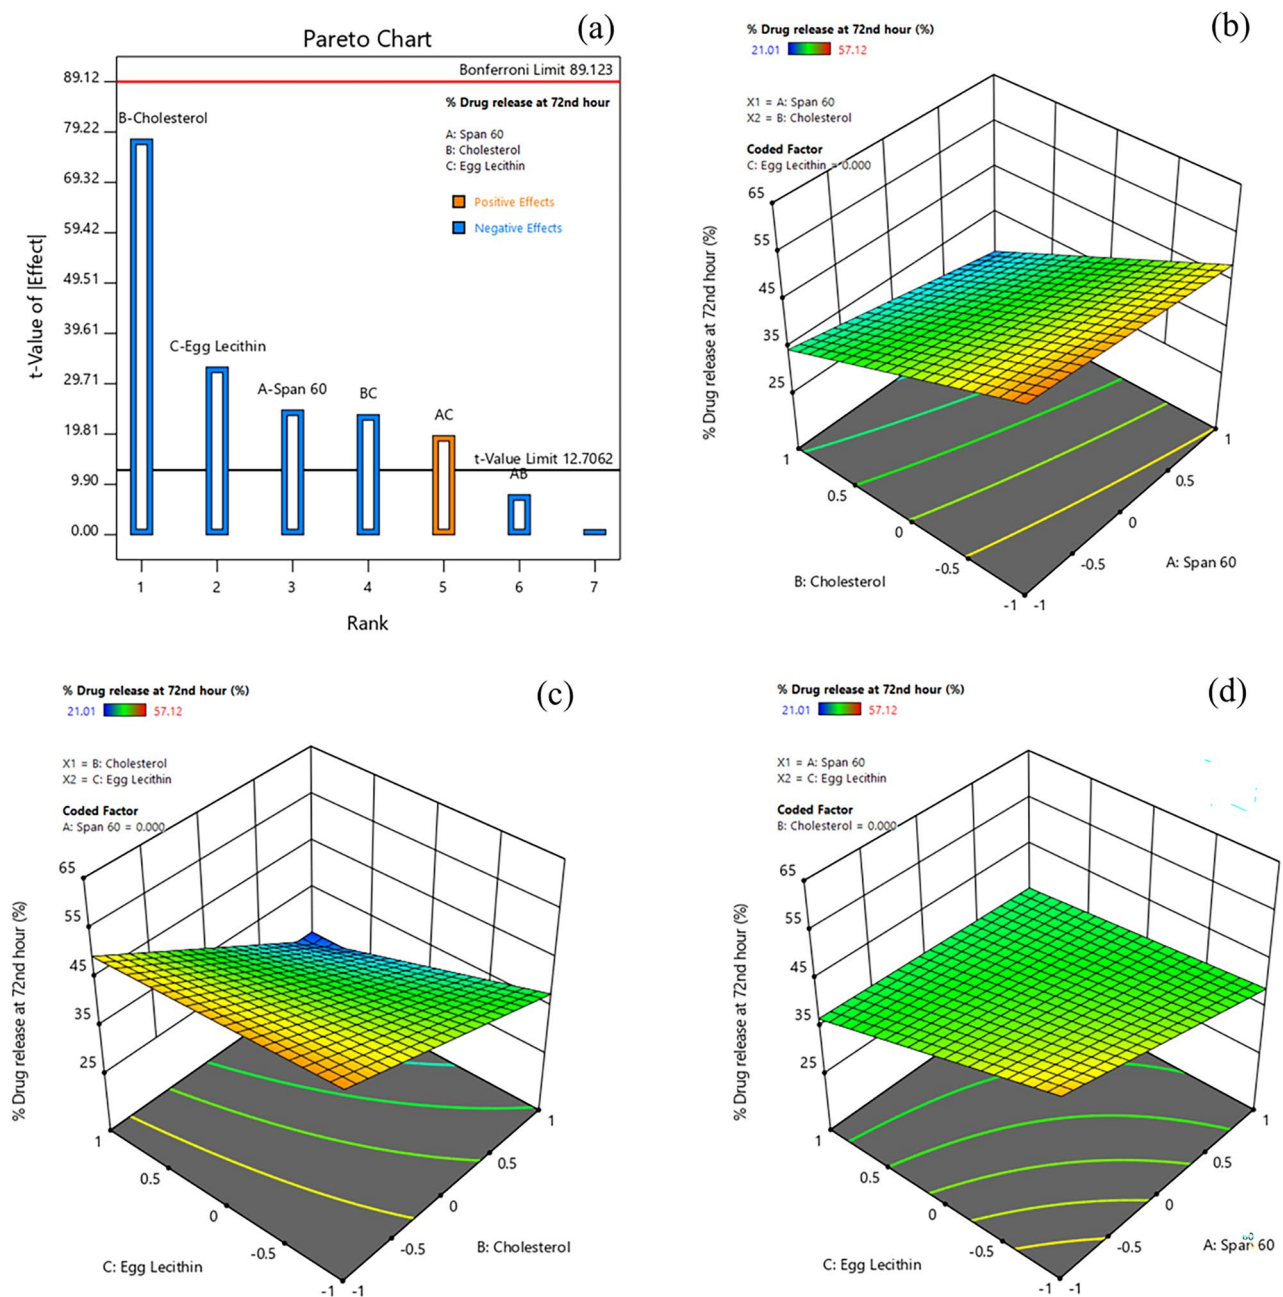 (a)
Pareto Chart
Bonferroni Limit 89.123
89.12
79.22
69.32
59.42
49.51
39.61
29.71
19.81
9.90
0.00
t-Value of |Effect|
B-Cholesterol
C-Egg Lecithin
A-Span 60
BC
AC
AB
t-Value Limit 12.7062
% Drug release at 72nd hour
A: Span 60
B: Cholesterol
C: Egg Lecithin
Positive Effects
Negative Effects
1 2 3 4 5 6 7
Rank
(b)
% Drug release at 72nd hour (%)
21.01 57.12
X1 = A: Span 60
X2 = B: Cholesterol
Coded Factor
C: Egg Lecithin = 0.000
65
55
45
35
25
% Drug release at 72nd hour (%)
1
0.5
0
-0.5
-1
B: Cholesterol
-1
-0.5
0
0.5
1
A: Span 60
(c)
% Drug release at 72nd hour (%)
21.01 57.12
X1 = B: Cholesterol
X2 = C: Egg Lecithin
Coded Factor
A: Span 60 = 0.000
65
55
45
35
25
% Drug release at 72nd hour (%)
1
0.5
0
-0.5
-1
C: Egg Lecithin
-1
-0.5
0
0.5
1
B: Cholesterol
(d)
% Drug release at 72nd hour (%)
21.01 57.12
X1 = A: Span 60
X2 = C: Egg Lecithin
Coded Factor
B: Cholesterol = 0.000
65
55
45
35
25
% Drug release at 72nd hour (%)
1
0.5
0
-0.5
-1
C: Egg Lecithin
-1
-0.5
0
0.5
1
A: Span 60